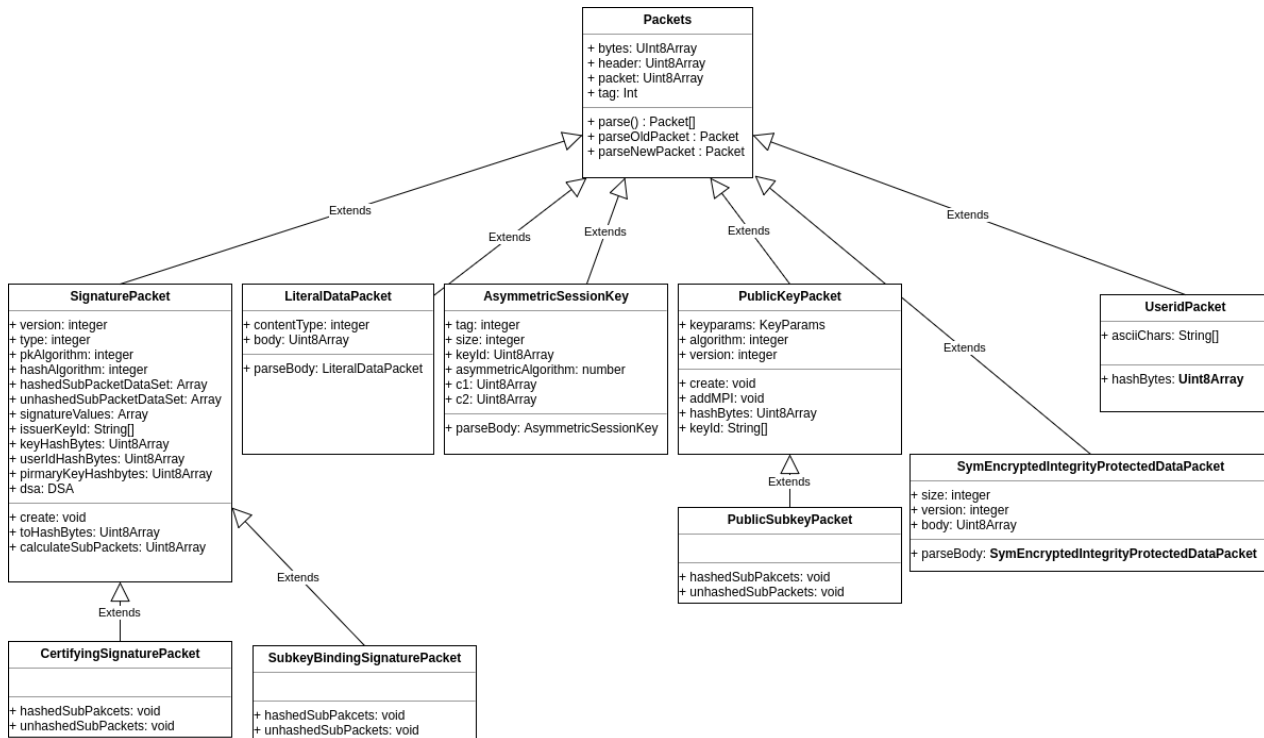 Packets
+ bytes: UInt8Array
+ header: Uint8Array
+ packet: Uint8Array
+ tag: Int
+ parse() : Packet[]
+ parseOldPacket : Packet
+ parseNewPacket : Packet
Extends
Extends
Extends
Extends
Extends
Extends
SignaturePacket
+ version: integer
+ type: integer
+ pkAlgorithm: integer
+ hashAlgorithm: integer
+ hashedSubPacketDataSet: Array
+ unhashedSubPacketDataSet: Array
+ signatureValues: Array
+ issuerKeyId: String[]
+ keyHashBytes: Uint8Array
+ userIdHashBytes: Uint8Array
+ pirmaryKeyHashbytes: Uint8Array
+ dsa: DSA
+ create: void
+ toHashBytes: Uint8Array
+ calculateSubPackets: Uint8Array
LiteralDataPacket
+ contentType: integer
+ body: Uint8Array
+ parseBody: LiteralDataPacket
AsymmetricSessionKey
+ tag: integer
+ size: integer
+ keyId: Uint8Array
+ asymmetricAlgorithm: number
+ c1: Uint8Array
+ c2: Uint8Array
+ parseBody: AsymmetricSessionKey
PublicKeyPacket
+ keyparams: KeyParams
+ algorithm: integer
+ version: integer
+ create: void
+ addMPI: void
+ hashBytes: Uint8Array
+ keyId: String[]
UseridPacket
+ asciiChars: String[]
+ hashBytes: Uint8Array
SymEncryptedIntegrityProtectedDataPacket
+ size: integer
+ version: integer
+ body: Uint8Array
+ parseBody: SymEncryptedIntegrityProtectedDataPacket
Extends
PublicSubkeyPacket
+ hashedSubPakcets: void
+ unhashedSubPackets: void
Extends
Extends
CertifyingSignaturePacket
+ hashedSubPakcets: void
+ unhashedSubPackets: void
SubkeyBindingSignaturePacket
+ hashedSubPakcets: void
+ unhashedSubPackets: void